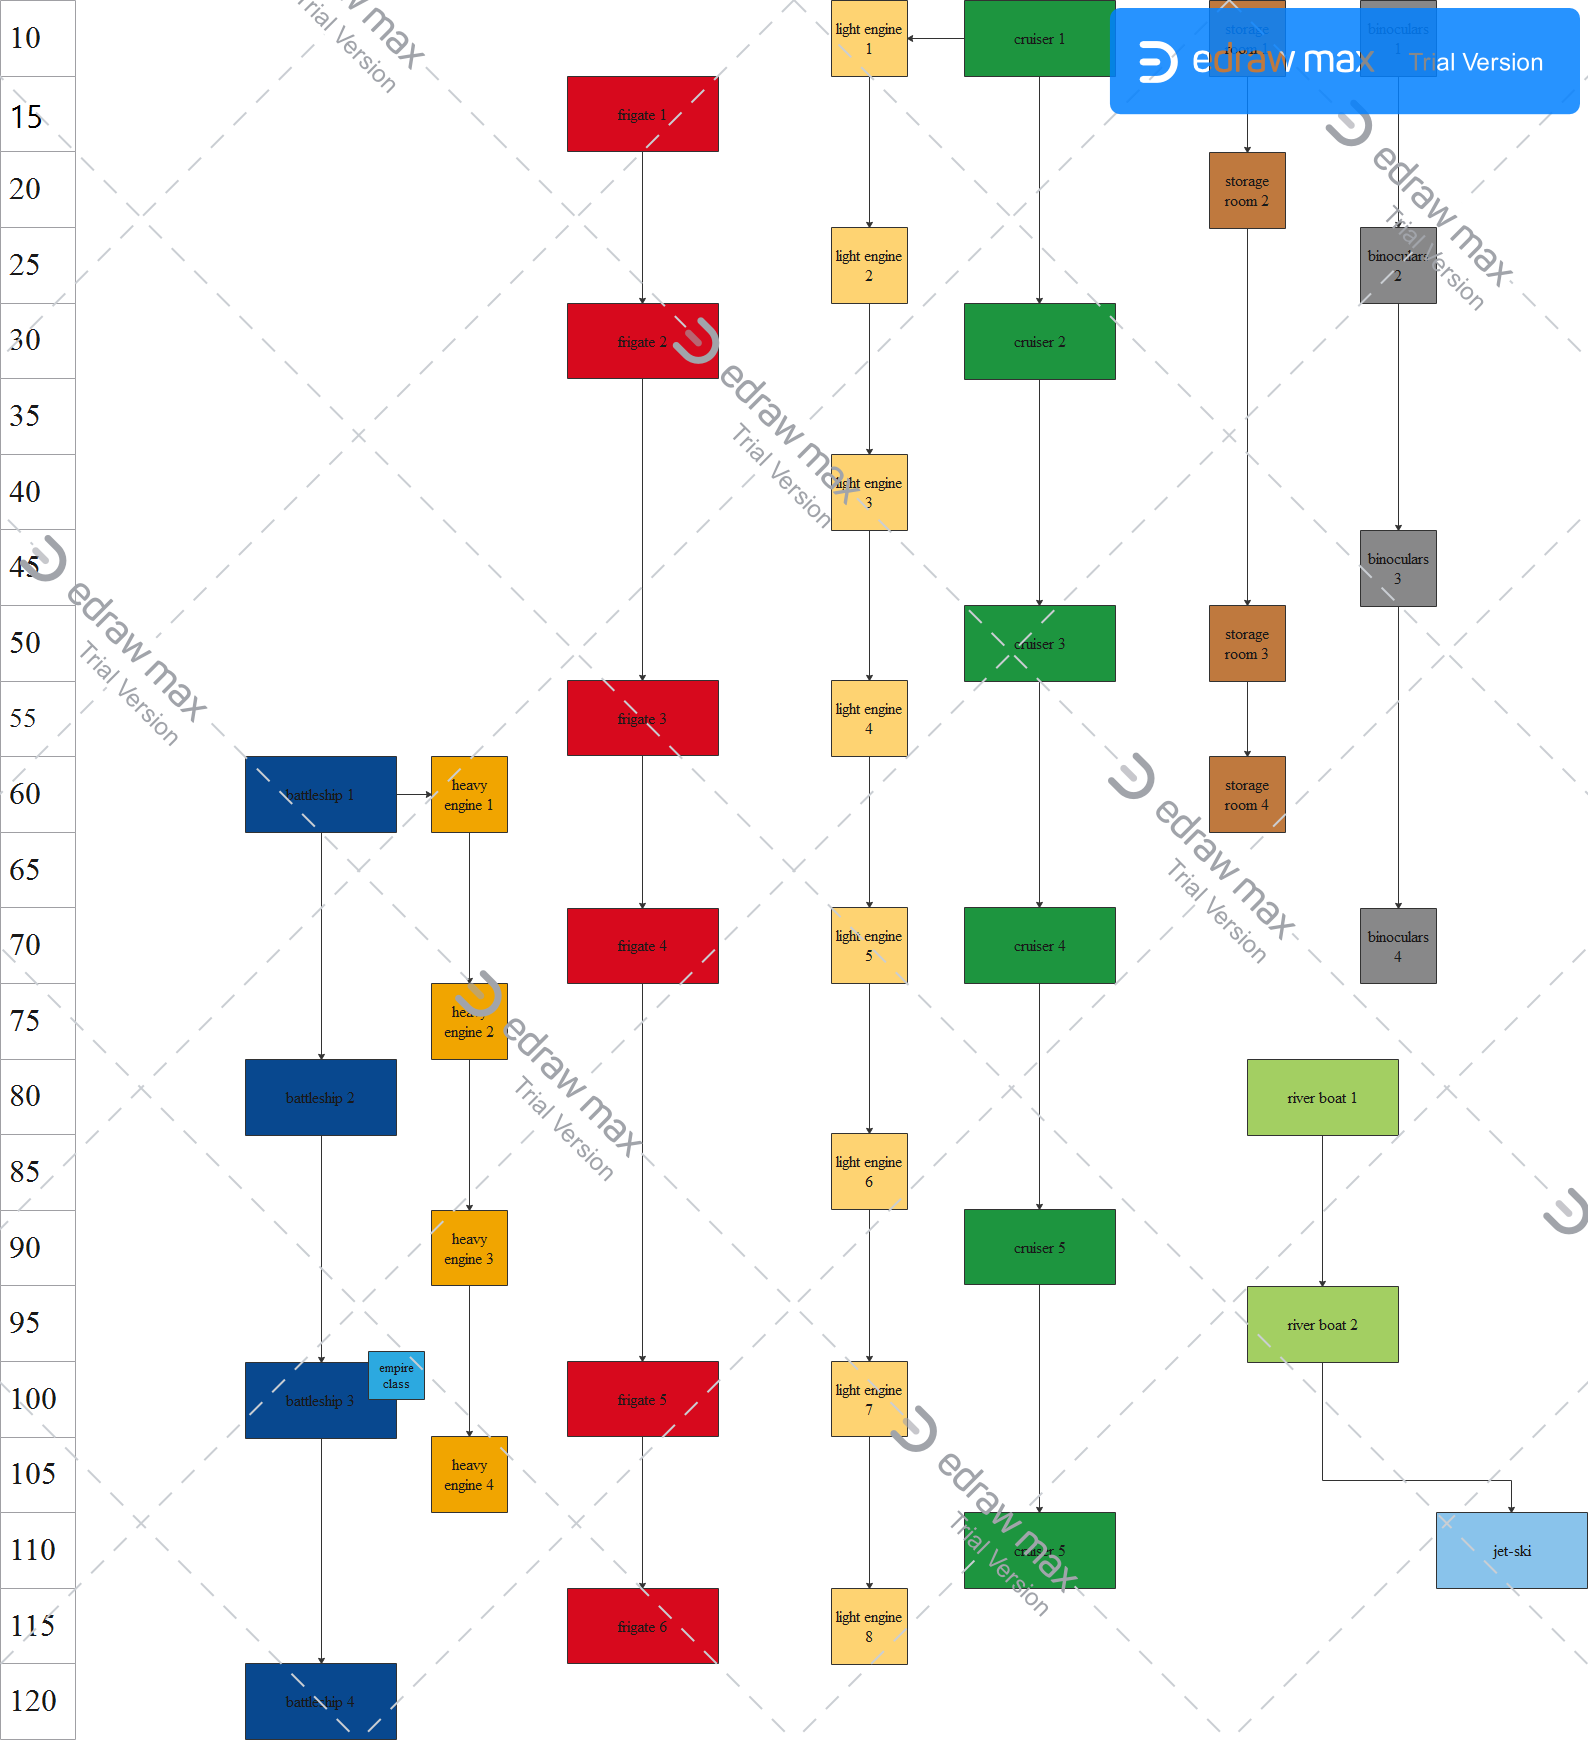 10
light engine
1
cruiser 1
storage
room 1
binoculars
1
edraw max
Trial Version
max
Trial Version
15
frigate 1
20
storage
room 2
edraw max
Trial Version
25
light engine
2
binoculars
2
30
frigate 2
cruiser 2
35
edraw max
Trial Version
40
light engine
3
45
binoculars
3
edraw max
Trial Version
50
cruiser 3
storage
room 3
55
frigate 3
light engine
4
60
battleship 1
heavy
engine 1
storage
room 4
65
edraw max
Trial Version
70
frigate 4
light engine
5
cruiser 4
binoculars
4
75
heavy
engine 2
edraw max
Trial Version
80
battleship 2
river boat 1
85
light engine
6
90
heavy
engine 3
cruiser 5
95
river boat 2
empire
class
100
battleship 3
frigate 5
light engine
7
105
heavy
engine 4
edraw max
Trial Version
110
cruiser 5
jet-ski
115
frigate 6
light engine
8
120
battleship 4